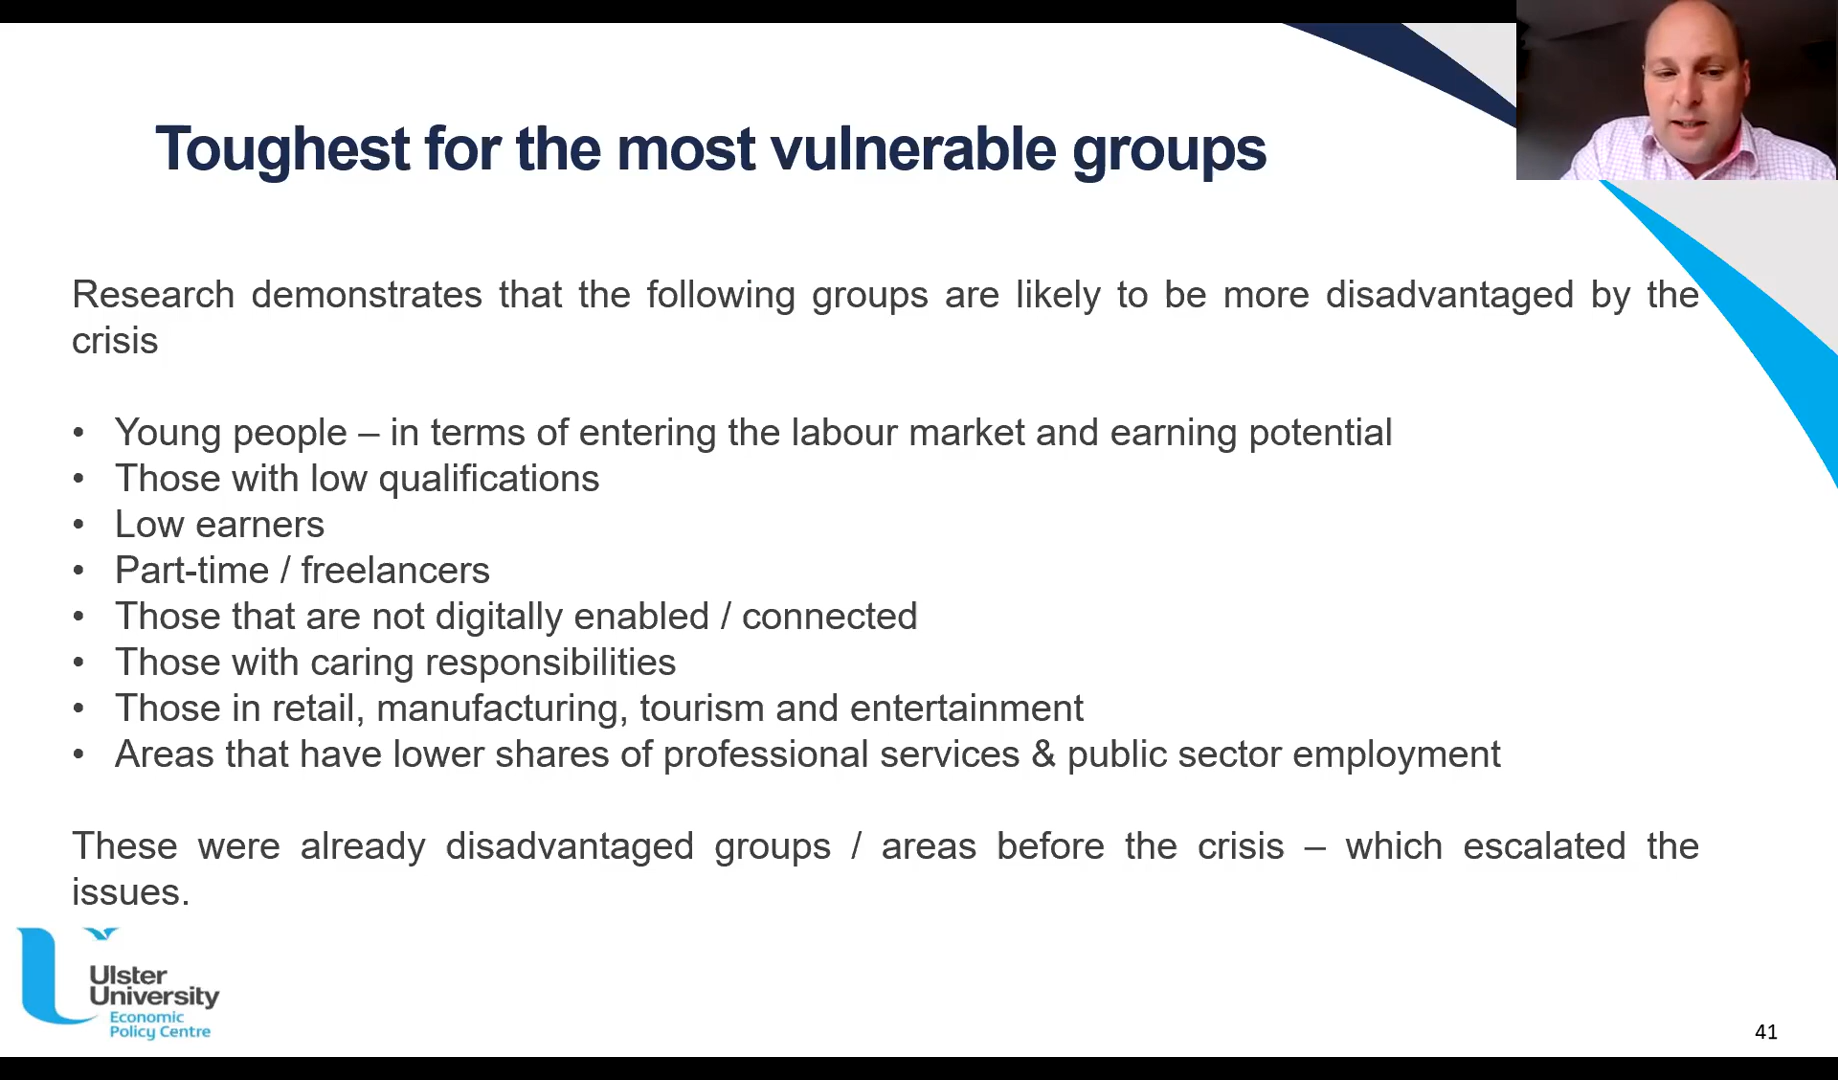 Toughest for the most vulnerable groups
Research demonstrates that the following groups are likely to be more disadvantaged by the
crisis
• Young people – in terms of entering the labour market and earning potential
• Those with low qualifications
• Low earners
• Part-time / freelancers
• Those that are not digitally enabled / connected
• Those with caring responsibilities
• Those in retail, manufacturing, tourism and entertainment
• Areas that have lower shares of professional services & public sector employment
These were already disadvantaged groups / areas before the crisis – which escalated the
issues.
Ulster
University
Economic
Policy Centre
41